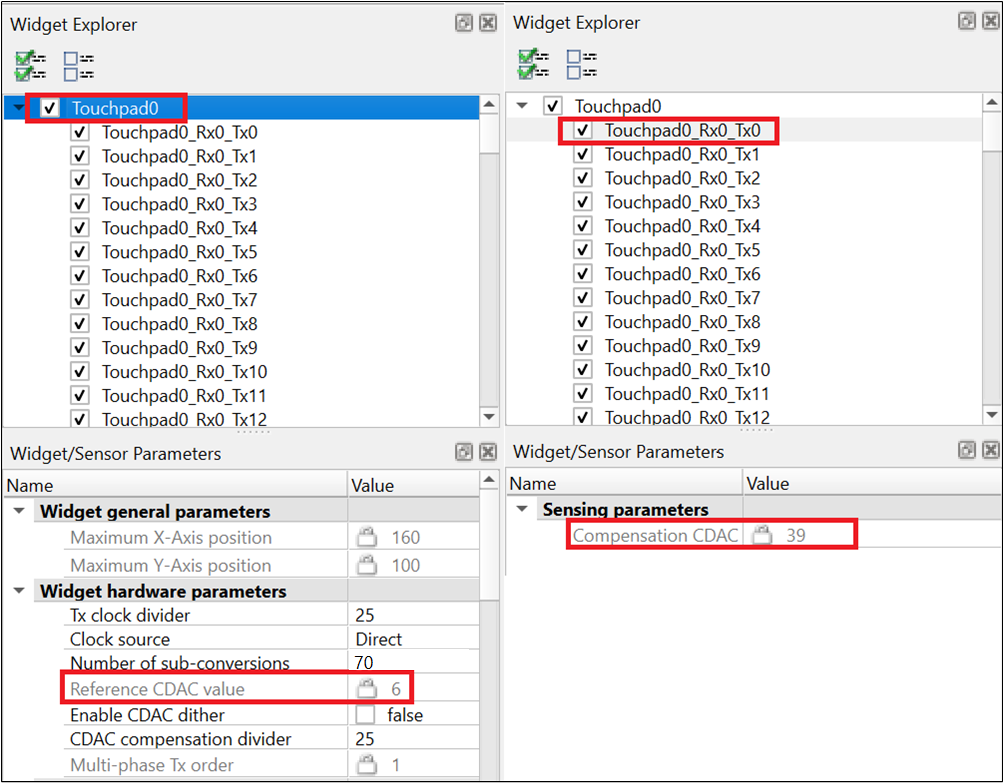 Widget Explorer
Touchpad0
Touchpad0_Rx0_Tx0
Touchpad0_Rx0_Tx1
Touchpad0_Rx0_Tx2
Touchpad0_Rx0_Tx3
Touchpad0_Rx0_Tx4
Touchpad0_Rx0_Tx5
Touchpad0_Rx0_Tx6
Touchpad0_Rx0_Tx7
Touchpad0_Rx0_Tx8
Touchpad0_Rx0_Tx9
Touchpad0_Rx0_Tx10
Touchpad0_Rx0_Tx11
Touchpad0_Rx0_Tx12
Widget/Sensor Parameters
Name Value
Widget general parameters
Maximum X-Axis position 160
Maximum Y-Axis position 100
Widget hardware parameters
Tx clock divider 25
Clock source Direct
Number of sub-conversions 70
Reference CDAC value 6
Enable CDAC dither false
CDAC compensation divider 25
Multi-phase Tx order 1
Widget Explorer
Touchpad0
Touchpad0_Rx0_Tx0
Touchpad0_Rx0_Tx1
Touchpad0_Rx0_Tx2
Touchpad0_Rx0_Tx3
Touchpad0_Rx0_Tx4
Touchpad0_Rx0_Tx5
Touchpad0_Rx0_Tx6
Touchpad0_Rx0_Tx7
Touchpad0_Rx0_Tx8
Touchpad0_Rx0_Tx9
Touchpad0_Rx0_Tx10
Touchpad0_Rx0_Tx11
Touchpad0_Rx0_Tx12
Widget/Sensor Parameters
Name Value
Sensing parameters
Compensation CDAC 39